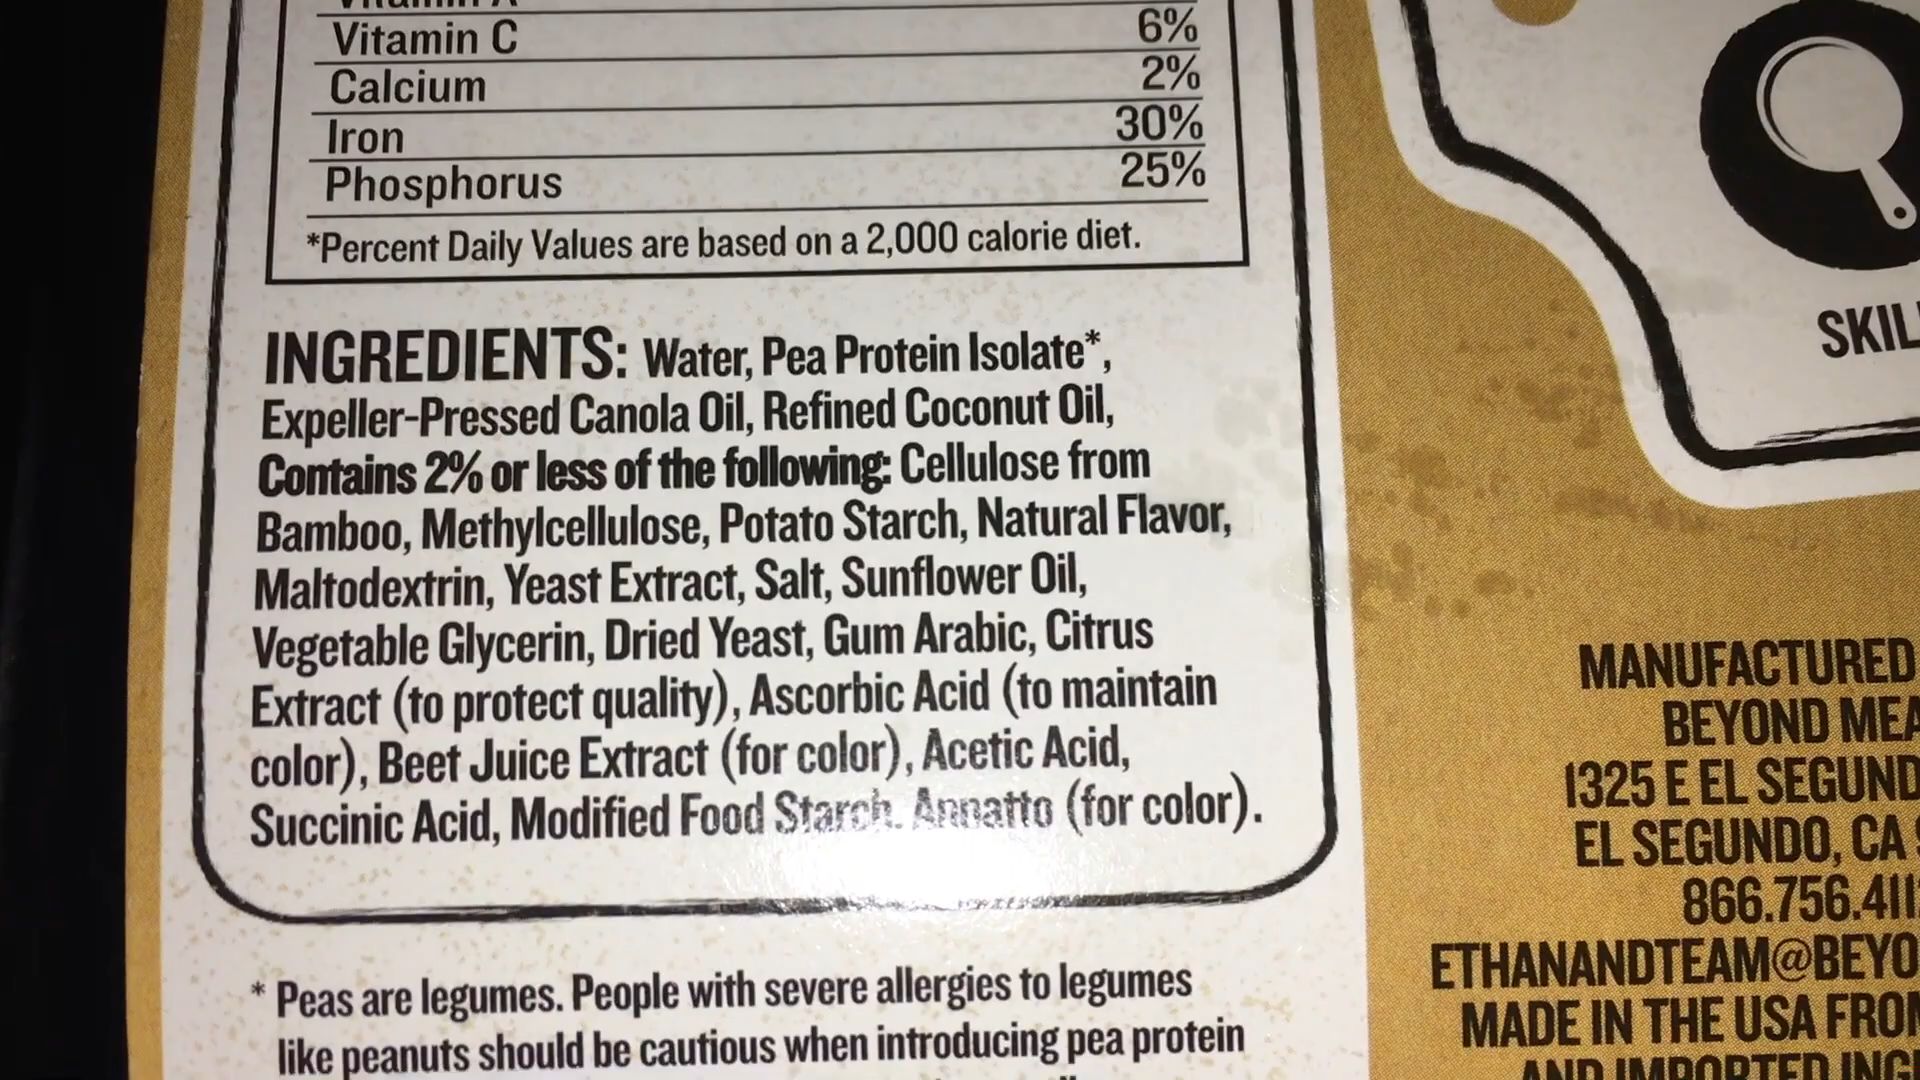 Vitamin A
Vitamin C 6%
Calcium 2%
Iron 30%
Phosphorus 25%
*Percent Daily Values are based on a 2,000 calorie diet.
INGREDIENTS: Water, Pea Protein Isolate*,
Expeller-Pressed Canola Oil, Refined Coconut Oil,
Contains 2% or less of the following: Cellulose from
Bamboo, Methylcellulose, Potato Starch, Natural Flavor,
Maltodextrin, Yeast Extract, Salt, Sunflower Oil,
Vegetable Glycerin, Dried Yeast, Gum Arabic, Citrus
Extract (to protect quality), Ascorbic Acid (to maintain
color), Beet Juice Extract (for color), Acetic Acid,
Succinic Acid, Modified Food Starch, Annatto (for color).
* Peas are legumes. People with severe allergies to legumes
like peanuts should be cautious when introducing pea protein
SKIL
MANUFACTURED
BEYOND MEA
1325 E EL SEGUND
EL SEGUNDO, CA
866.756.411
ETHANANDTEAM@BEYO
MADE IN THE USA FROM
AND IMPORTED INGR